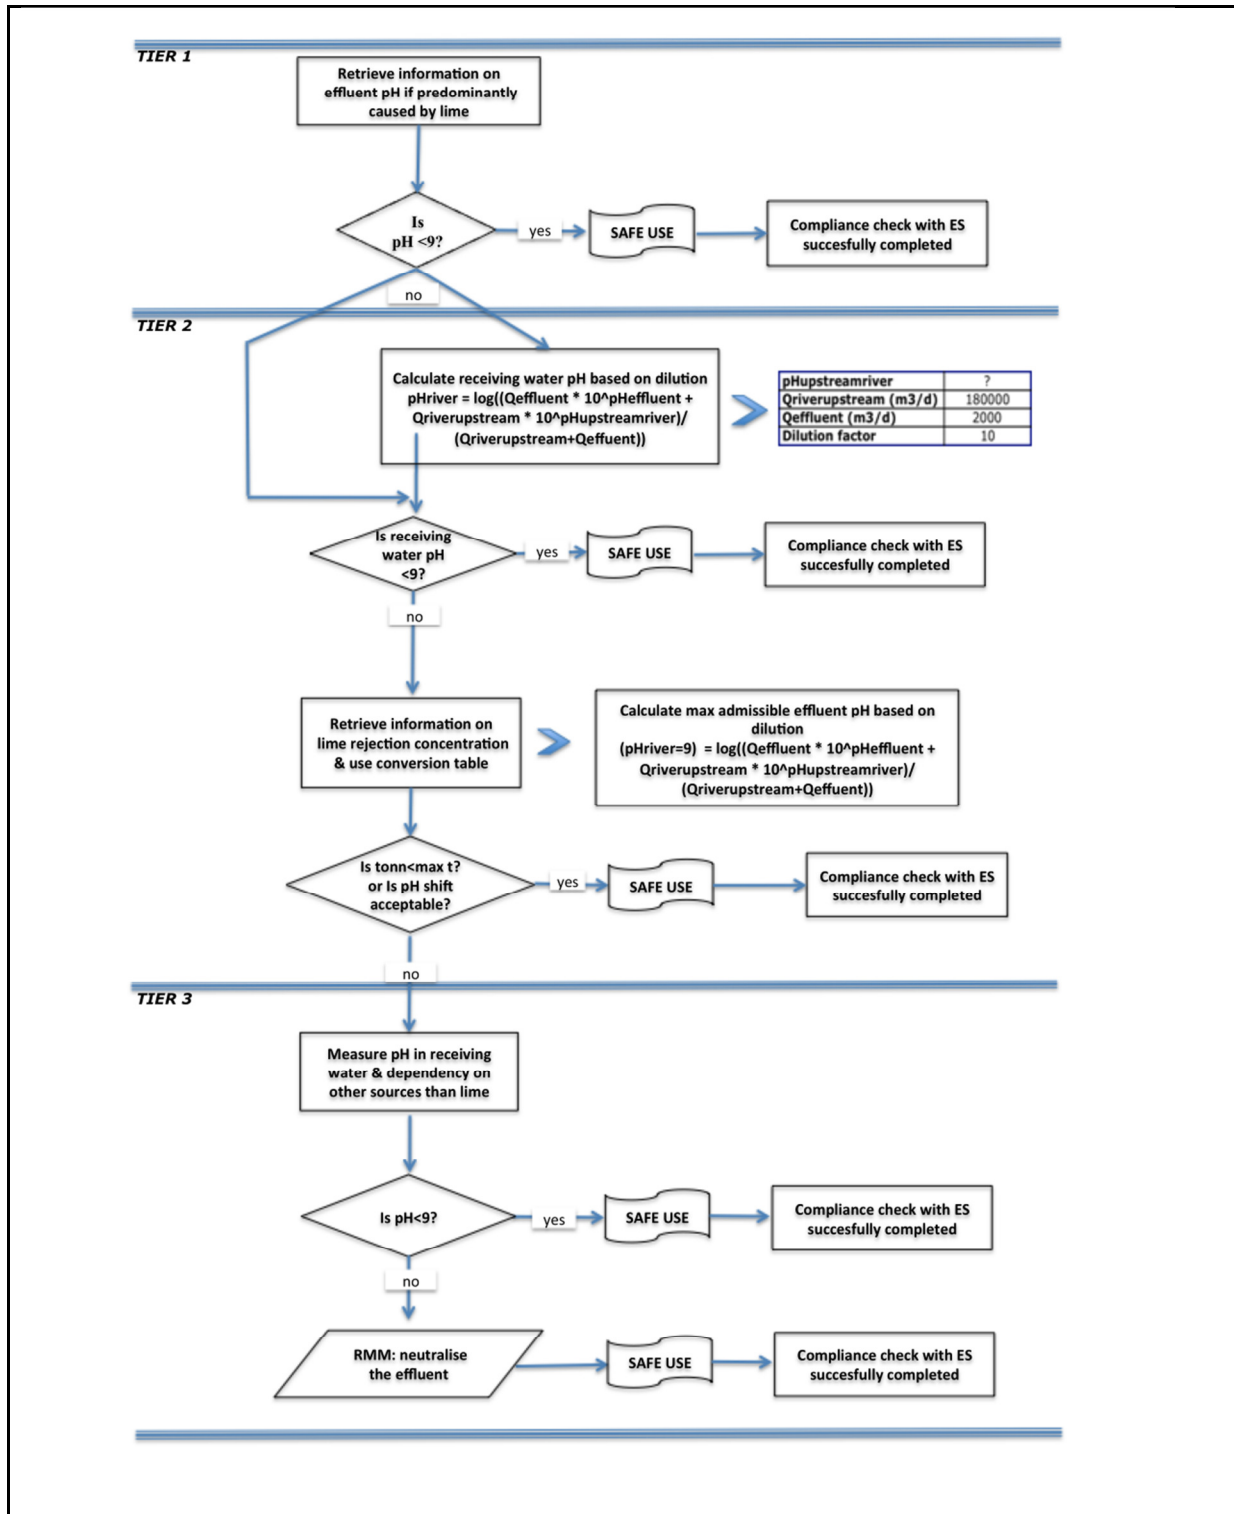 TIER 1
Retrieve information on
effluent pH if predominantly
caused by lime
Is
pH <9?
yes
SAFE USE
Compliance check with ES
succesfully completed
no
TIER 2
Calculate receiving water pH based on dilution
pHriver = log((Qeffluent * 10^pHeffluent +
Qriverupstream * 10^pHupstreamriver)/
(Qriverupstream+Qeffuent))
pHupstreamriver ?
Qriverupstream (m3/d) 180000
Qeffluent (m3/d) 2000
Dilution factor 10
Is receiving
water pH
<9?
yes
SAFE USE
Compliance check with ES
succesfully completed
no
Retrieve information on
lime rejection concentration
& use conversion table
Calculate max admissible effluent pH based on
dilution
(pHriver=9) = log((Qeffluent * 10^pHeffluent +
Qriverupstream * 10^pHupstreamriver)/
(Qriverupstream+Qeffuent))
Is tonn<max t?
or Is pH shift
acceptable?
yes
SAFE USE
Compliance check with ES
succesfully completed
no
TIER 3
Measure pH in receiving
water & dependency on
other sources than lime
Is pH<9?
yes
SAFE USE
Compliance check with ES
succesfully completed
no
RMM: neutralise
the effluent
SAFE USE
Compliance check with ES
succesfully completed